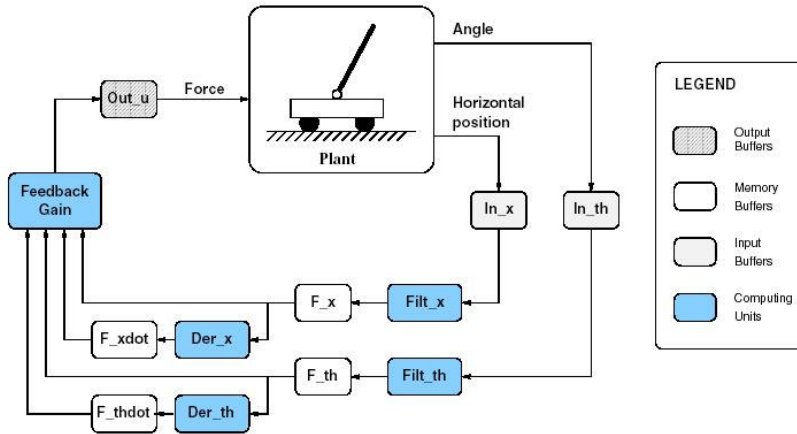 Angle
Out_u
Force
Horizontal
position
Plant
Feedback
Gain
In_x
In_th
F_x
Filt_x
F_xdot
Der_x
F_th
Filt_th
F_thdot
Der_th
LEGEND
Output
Buffers
Memory
Buffers
Input
Buffers
Computing
Units